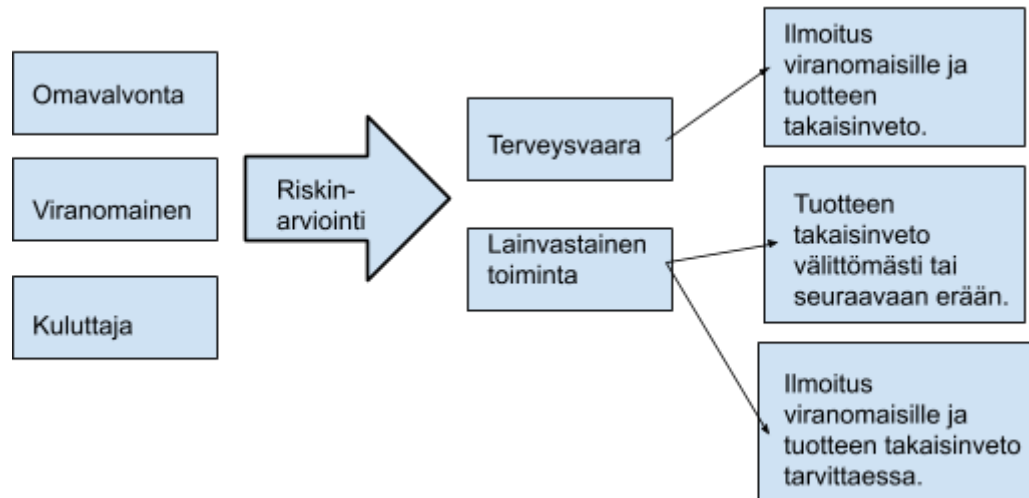 Omavalvonta
Viranomainen
Kuluttaja
Riskin-
arviointi
Terveysvaara
Lainvastainen
toiminta
Ilmoitus
viranomaisille ja
tuotteen
takaisinveto.
Tuotteen
takaisinveto
välittömästi tai
seuraavaan erään.
Ilmoitus
viranomaisille ja
tuotteen takaisinveto
tarvittaessa.